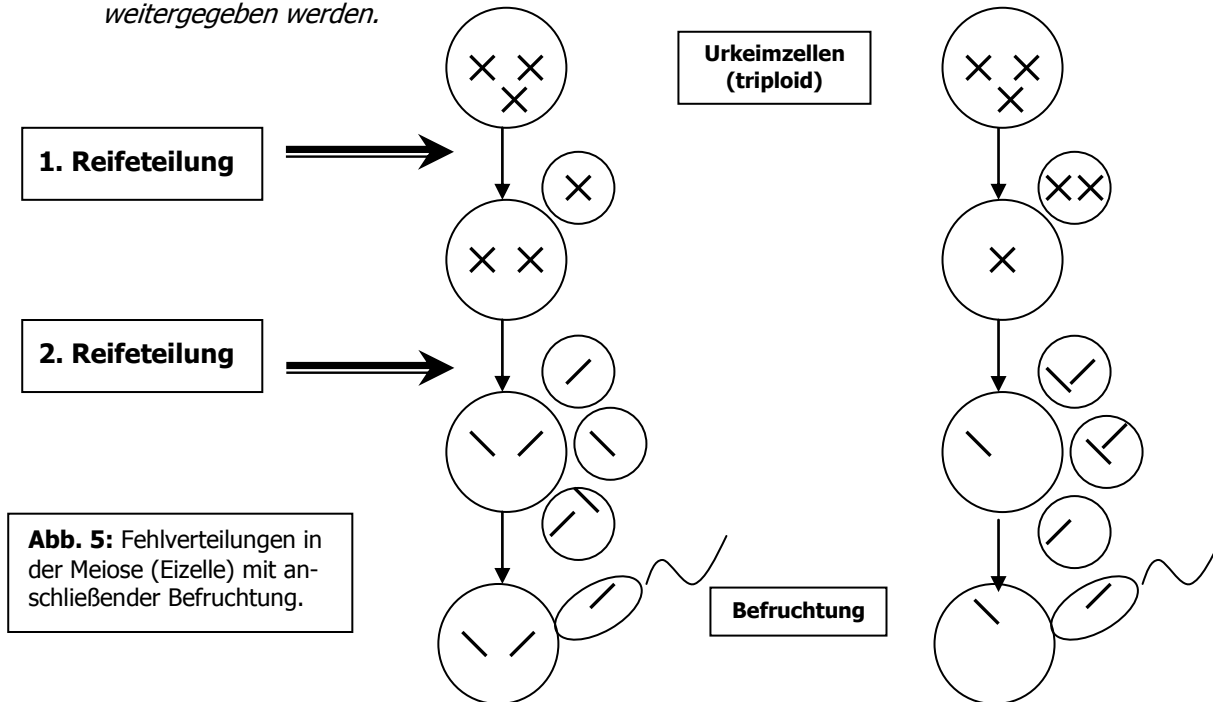 weitergegeben werden.
Urkeimzellen
(triploid)
1. Reifeteilung
2. Reifeteilung
Abb. 5: Fehlverteilungen in
der Meiose (Eizelle) mit an-
schließender Befruchtung.
Befruchtung